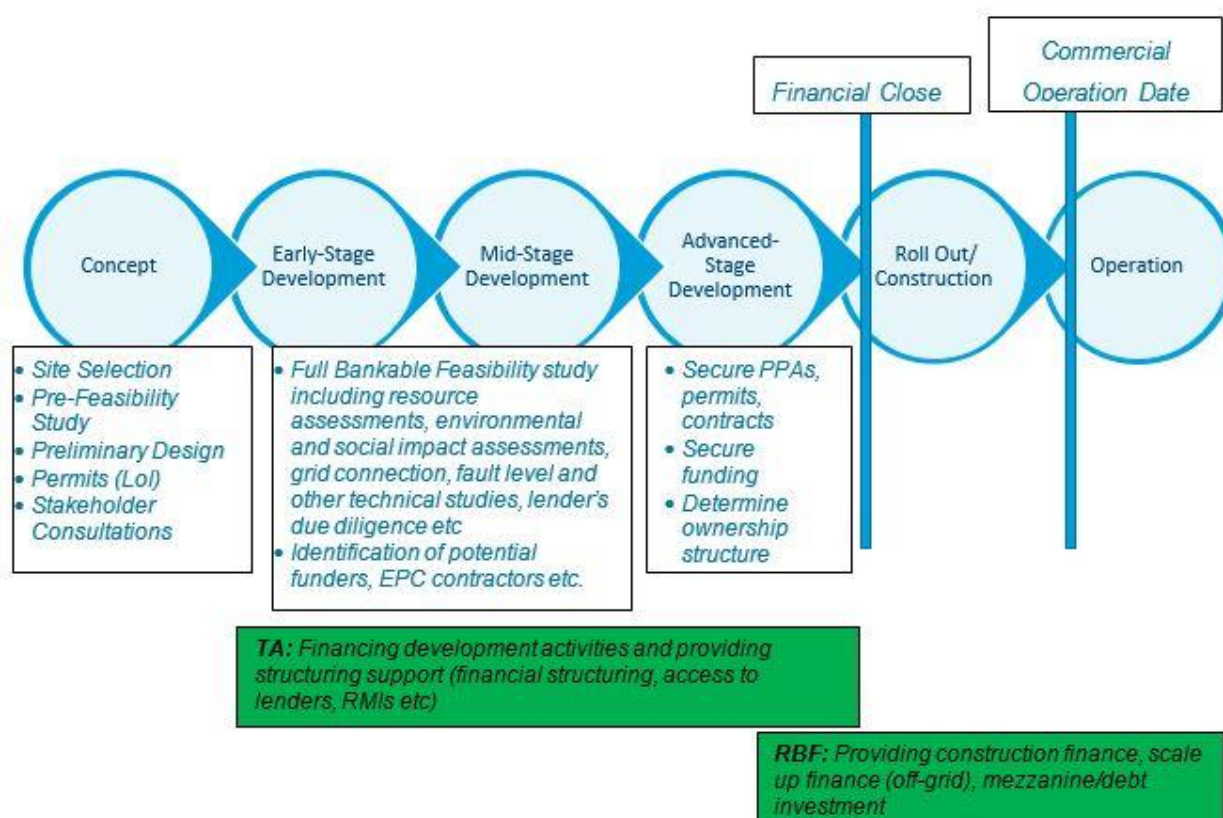 Commercial
Operation Date
Financial Close
Concept
Early-Stage
Development
Mid-Stage
Development
Advanced-
Stage
Development
Roll Out/
Construction
Operation
• Site Selection
• Pre-Feasibility
Study
• Preliminary Design
• Permits (LoI)
• Stakeholder
Consultations
• Full Bankable Feasibility study
including resource
assessments, environmental
and social impact assessments,
grid connection, fault level and
other technical studies, lender's
due diligence etc
• Identification of potential
funders, EPC contractors etc.
• Secure PPAs,
permits,
contracts
• Secure
funding
• Determine
ownership
structure
TA: Financing development activities and providing
structuring support (financial structuring, access to
lenders, RMIs etc)
RBF: Providing construction finance, scale
up finance (off-grid), mezzanine/debt
investment